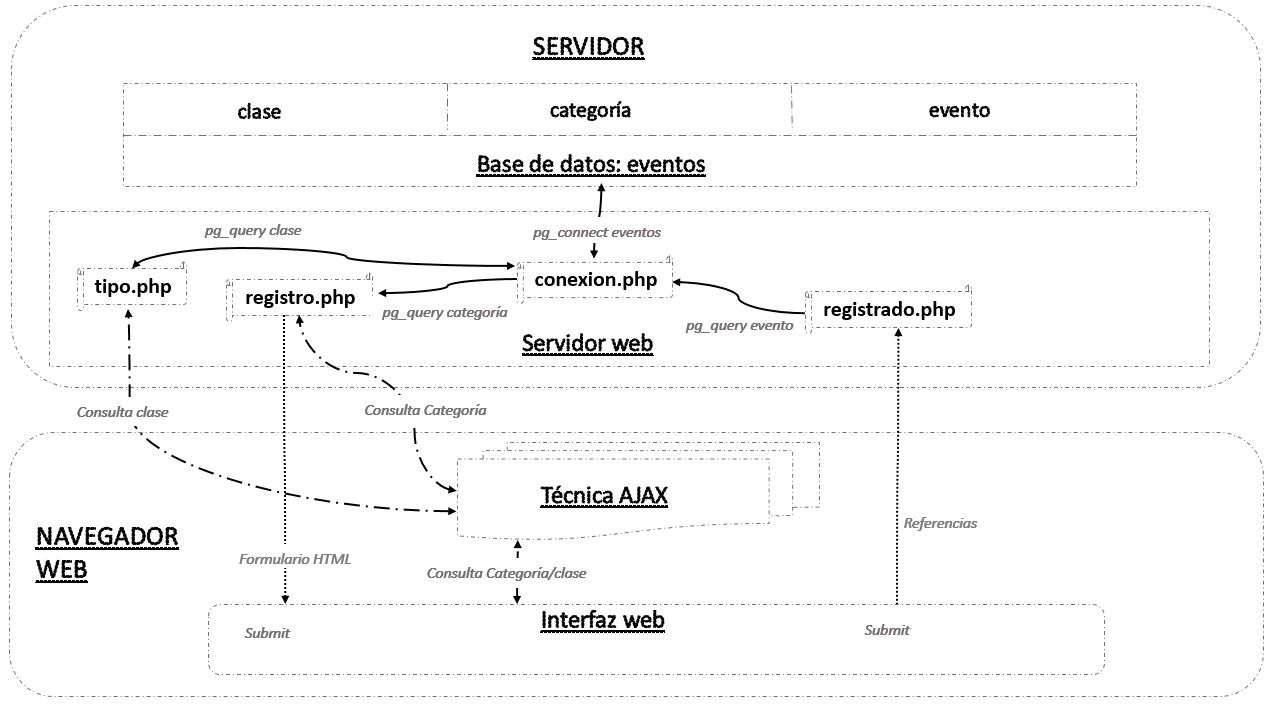 SERVIDOR
clase
categoría
evento
Base de datos: eventos
pg_query clase
pg_connect eventos
tipo.php
registro.php
conexion.php
registrado.php
pg_query categoría
pg_query evento
Servidor web
Consulta clase
Consulta Categoría
Técnica AJAX
NAVEGADOR
WEB
Referencias
Formulario HTML
Consulta Categoría/clase
Interfaz web
Submit
Submit